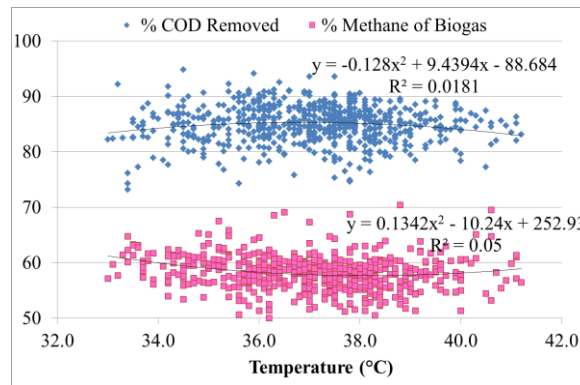 % COD Removed % Methane of Biogas
100
y = -0.128x² + 9.4394x - 88.684
R² = 0.0181
90
80
70
y = 0.1342x² - 10.24x + 252.93
R² = 0.05
60
50
32.0 34.0 36.0 38.0 40.0 42.0
Temperature (°C)